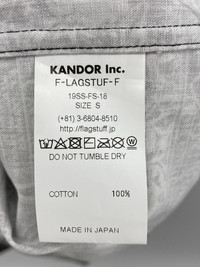 KANDOR Inc.
F-LAGSTUF-F
19SS-FS-18
SIZE S
(+81) 3-6804-8510
http://flagstuff.jp
DO NOT TUMBLE DRY
COTTON 100%
MADE IN JAPAN